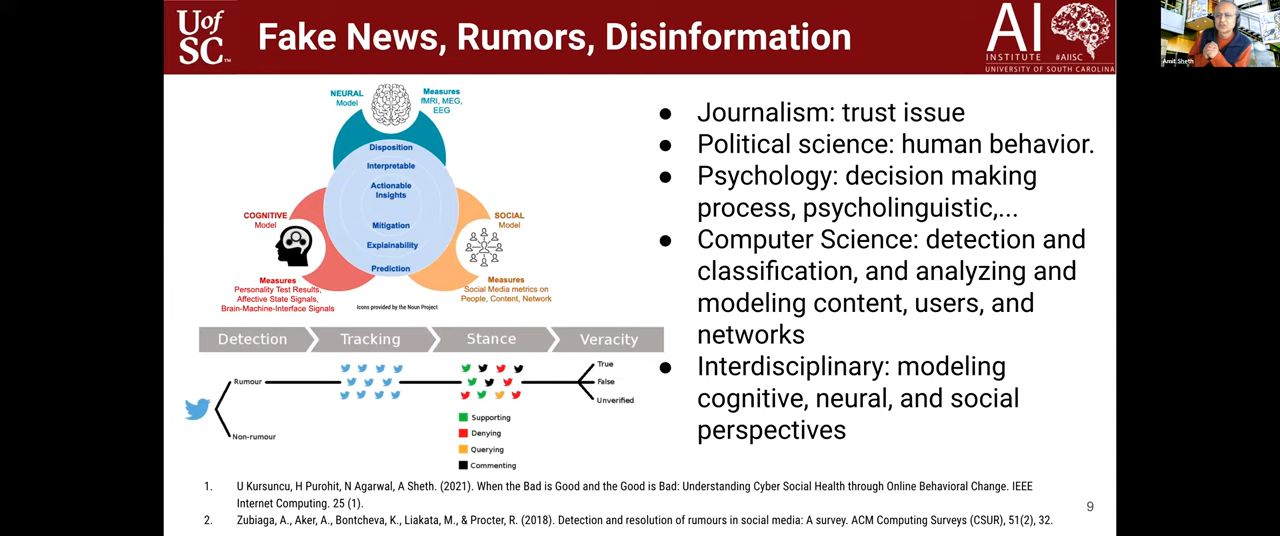 UofSC™
Fake News, Rumors, Disinformation
AI
INSTITUTE #AIISC
UNIVERSITY OF SOUTH CAROLINA
Amit Sheth
NEURAL
Model
Measures
fMRI, MEG,
EEG
Disposition
Interpretable
Actionable
Insights
Mitigation
Explainability
Prediction
COGNITIVE
Model
SOCIAL
Model
Measures
Personality Test Results,
Affective State Signals,
Brain-Machine-Interface Signals
Measures
Social Media metrics on
People, Content, Network
Icons provided by the Noun Project
Detection Tracking Stance Veracity
Rumour
Non-rumour
True
False
Unverified
Supporting
Denying
Querying
Commenting
● Journalism: trust issue
● Political science: human behavior.
● Psychology: decision making
process, psycholinguistic,...
● Computer Science: detection and
classification, and analyzing and
modeling content, users, and
networks
● Interdisciplinary: modeling
cognitive, neural, and social
perspectives
1. U Kursuncu, H Purohit, N Agarwal, A Sheth. (2021). When the Bad is Good and the Good is Bad: Understanding Cyber Social Health through Online Behavioral Change. IEEE
Internet Computing. 25 (1).
2. Zubiaga, A., Aker, A., Bontcheva, K., Liakata, M., & Procter, R. (2018). Detection and resolution of rumours in social media: A survey. ACM Computing Surveys (CSUR), 51(2), 32.
9